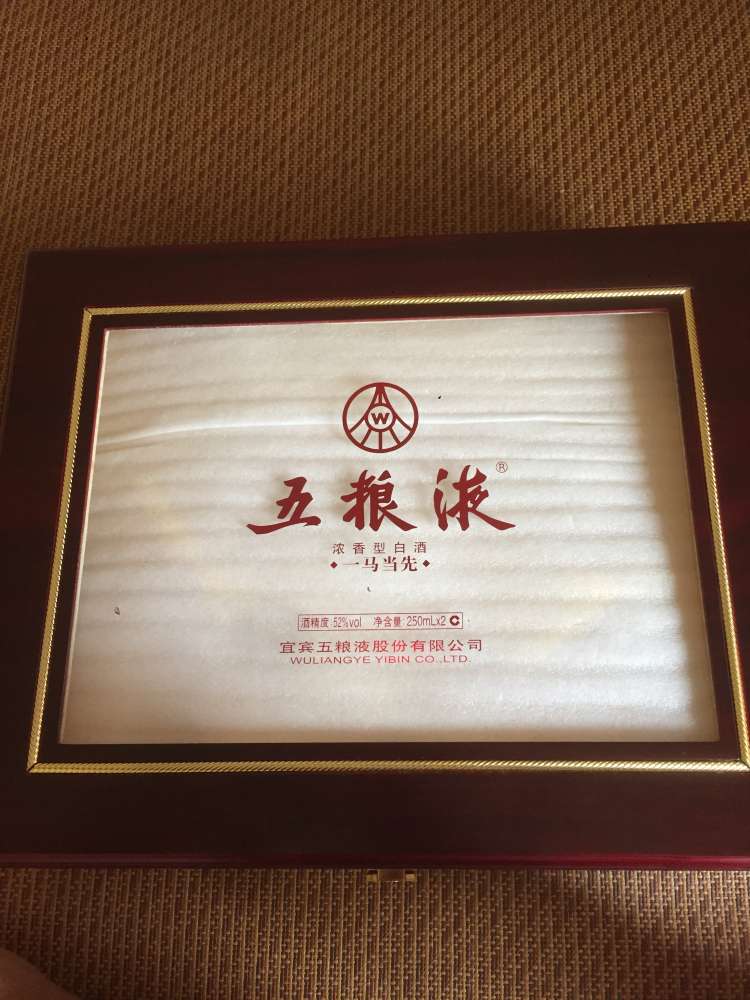 W
五粮液®
浓香型白酒
◆一马当先◆
酒精度:52%vol 净含量:250mLx2 C
宜宾五粮液股份有限公司
WULIANGYE YIBIN CO.,LTD.